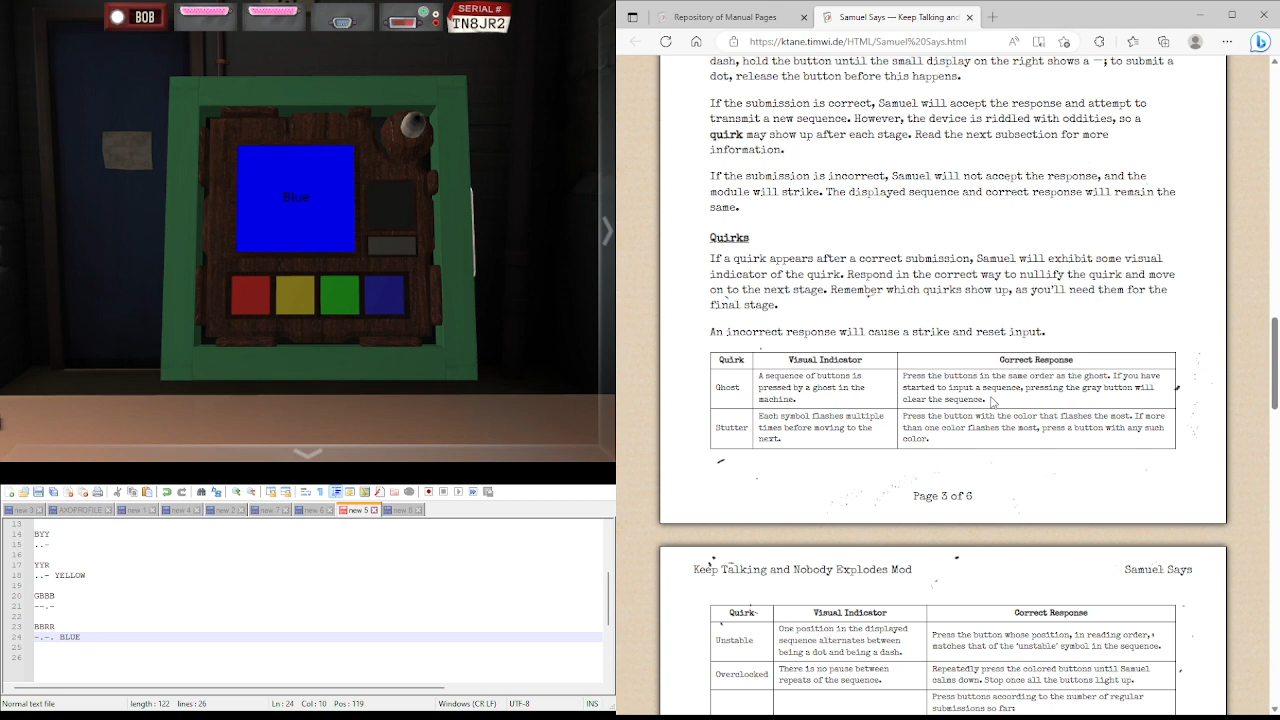 BOB
SERIAL #
TN8JR2
Blue
new 3
AXOPROFILE
new 1
new 4
new 2
new 7
new 6
new 5
new 8
13
14 BYY
15 ..-
16
17 YYR
18 ..- YELLOW
19
20 GBBB
21 --.-
22
23 BBRR
24 -.-. BLUE
25
26
Normal text file
length : 122 lines : 26
Ln : 24 Col : 10 Pos : 119
Windows (CR LF)
UTF-8
INS
Repository of Manual Pages
Samuel Says — Keep Talking and
https://ktane.timwi.de/HTML/Samuel%20Says.html
dash, hold the button until the small display on the right shows a —; to submit a
dot, release the button before this happens.
If the submission is correct, Samuel will accept the response and attempt to
transmit a new sequence. However, the device is riddled with oddities, so a
quirk may show up after each stage. Read the next subsection for more
information.
If the submission is incorrect, Samuel will not accept the response, and the
module will strike. The displayed sequence and correct response will remain the
same.
Quirks
If a quirk appears after a correct submission, Samuel will exhibit some visual
indicator of the quirk. Respond in the correct way to nullify the quirk and move
on to the next stage. Remember which quirks show up, as you'll need them for the
final stage.
An incorrect response will cause a strike and reset input.
Quirk Visual Indicator Correct Response
Ghost
A sequence of buttons is
pressed by a ghost in the
machine.
Press the buttons in the same order as the ghost. If you have
started to input a sequence, pressing the gray button will
clear the sequence.
Stutter
Each symbol flashes multiple
times before moving to the
next.
Press the button with the color that flashes the most. If more
than one color flashes the most, press a button with any such
color.
Page 3 of 6
Keep Talking and Nobody Explodes Mod
Samuel Says
Quirk Visual Indicator Correct Response
Unstable
One position in the displayed
sequence alternates between
being a dot and being a dash.
Press the button whose position, in reading order,
matches that of the 'unstable' symbol in the sequence.
Overclocked
There is no pause between
repeats of the sequence.
Repeatedly press the colored buttons until Samuel
calms down. Stop once all the buttons light up.
Press buttons according to the number of regular
submissions so far: